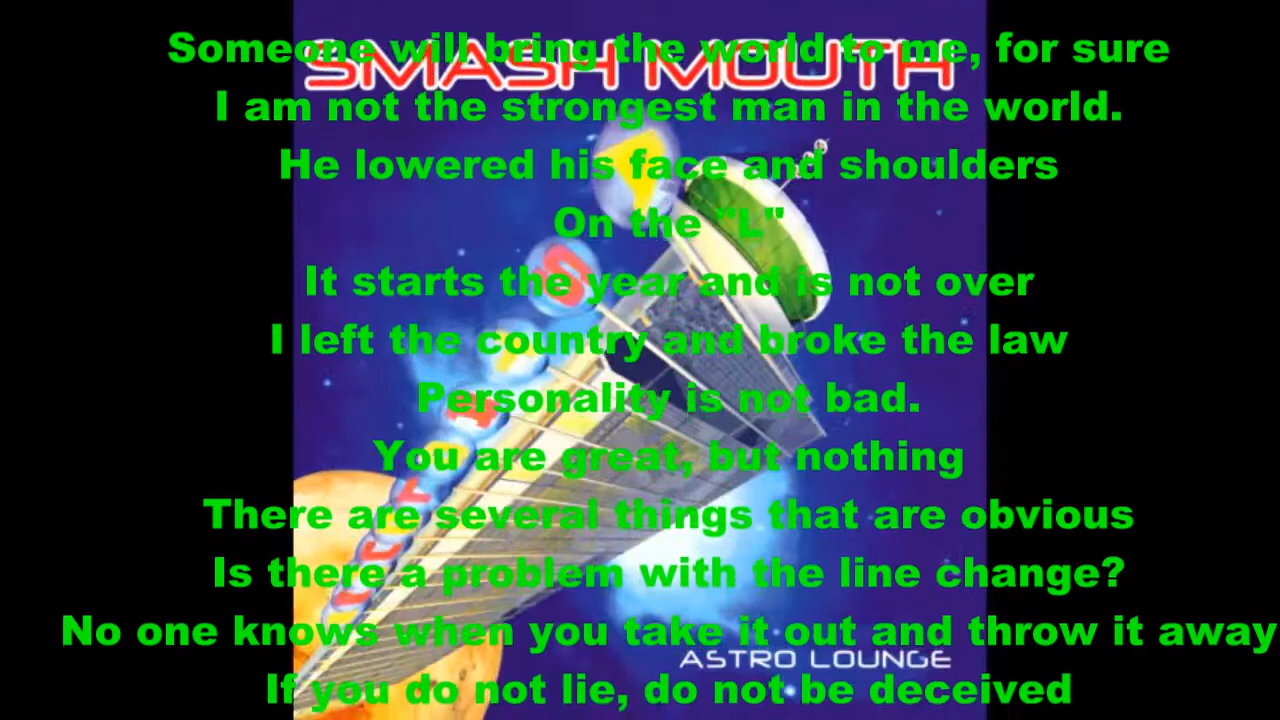 Someone will bring the world to me, for sure
SMASH MOUTH
I am not the strongest man in the world.
He lowered his face and shoulders
On the "L"
It starts the year and is not over
I left the country and broke the law
Personality is not bad.
You are great, but nothing
There are several things that are obvious
Is there a problem with the line change?
No one knows when you take it out and throw it away
ASTRO LOUNGE
If you do not lie, do not be deceived